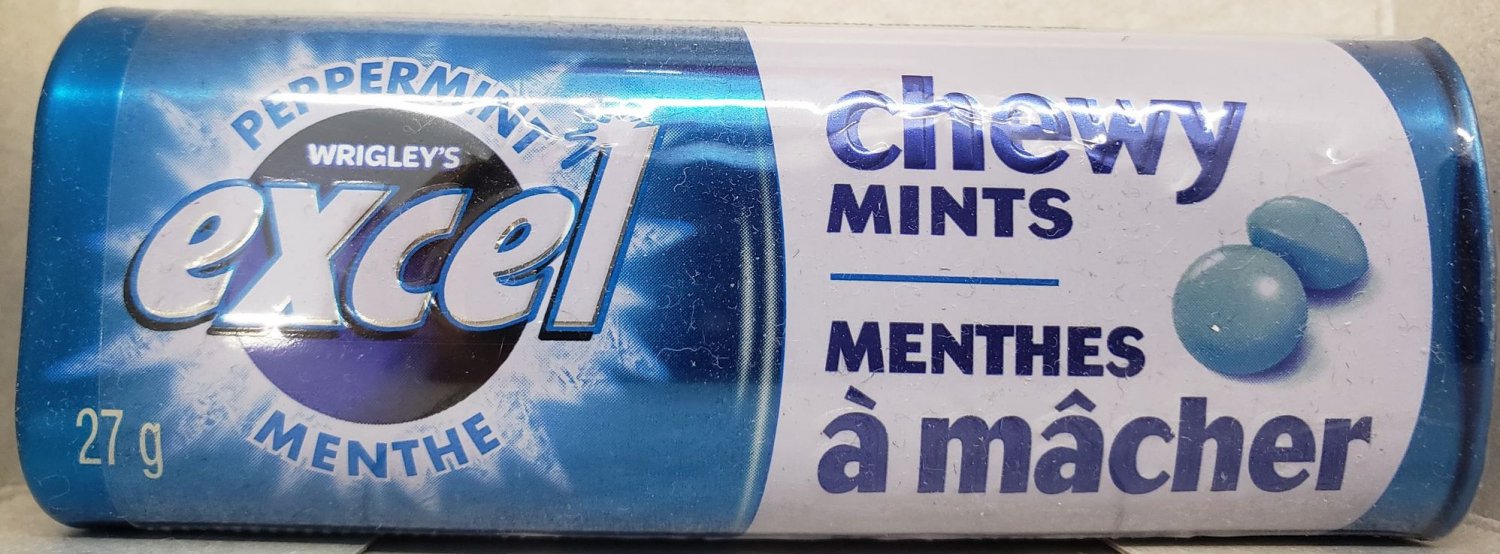 PEPPERMINT
WRIGLEY'S
excel
MENTHE
27 g
chewy
MINTS
MENTHES
à mâcher